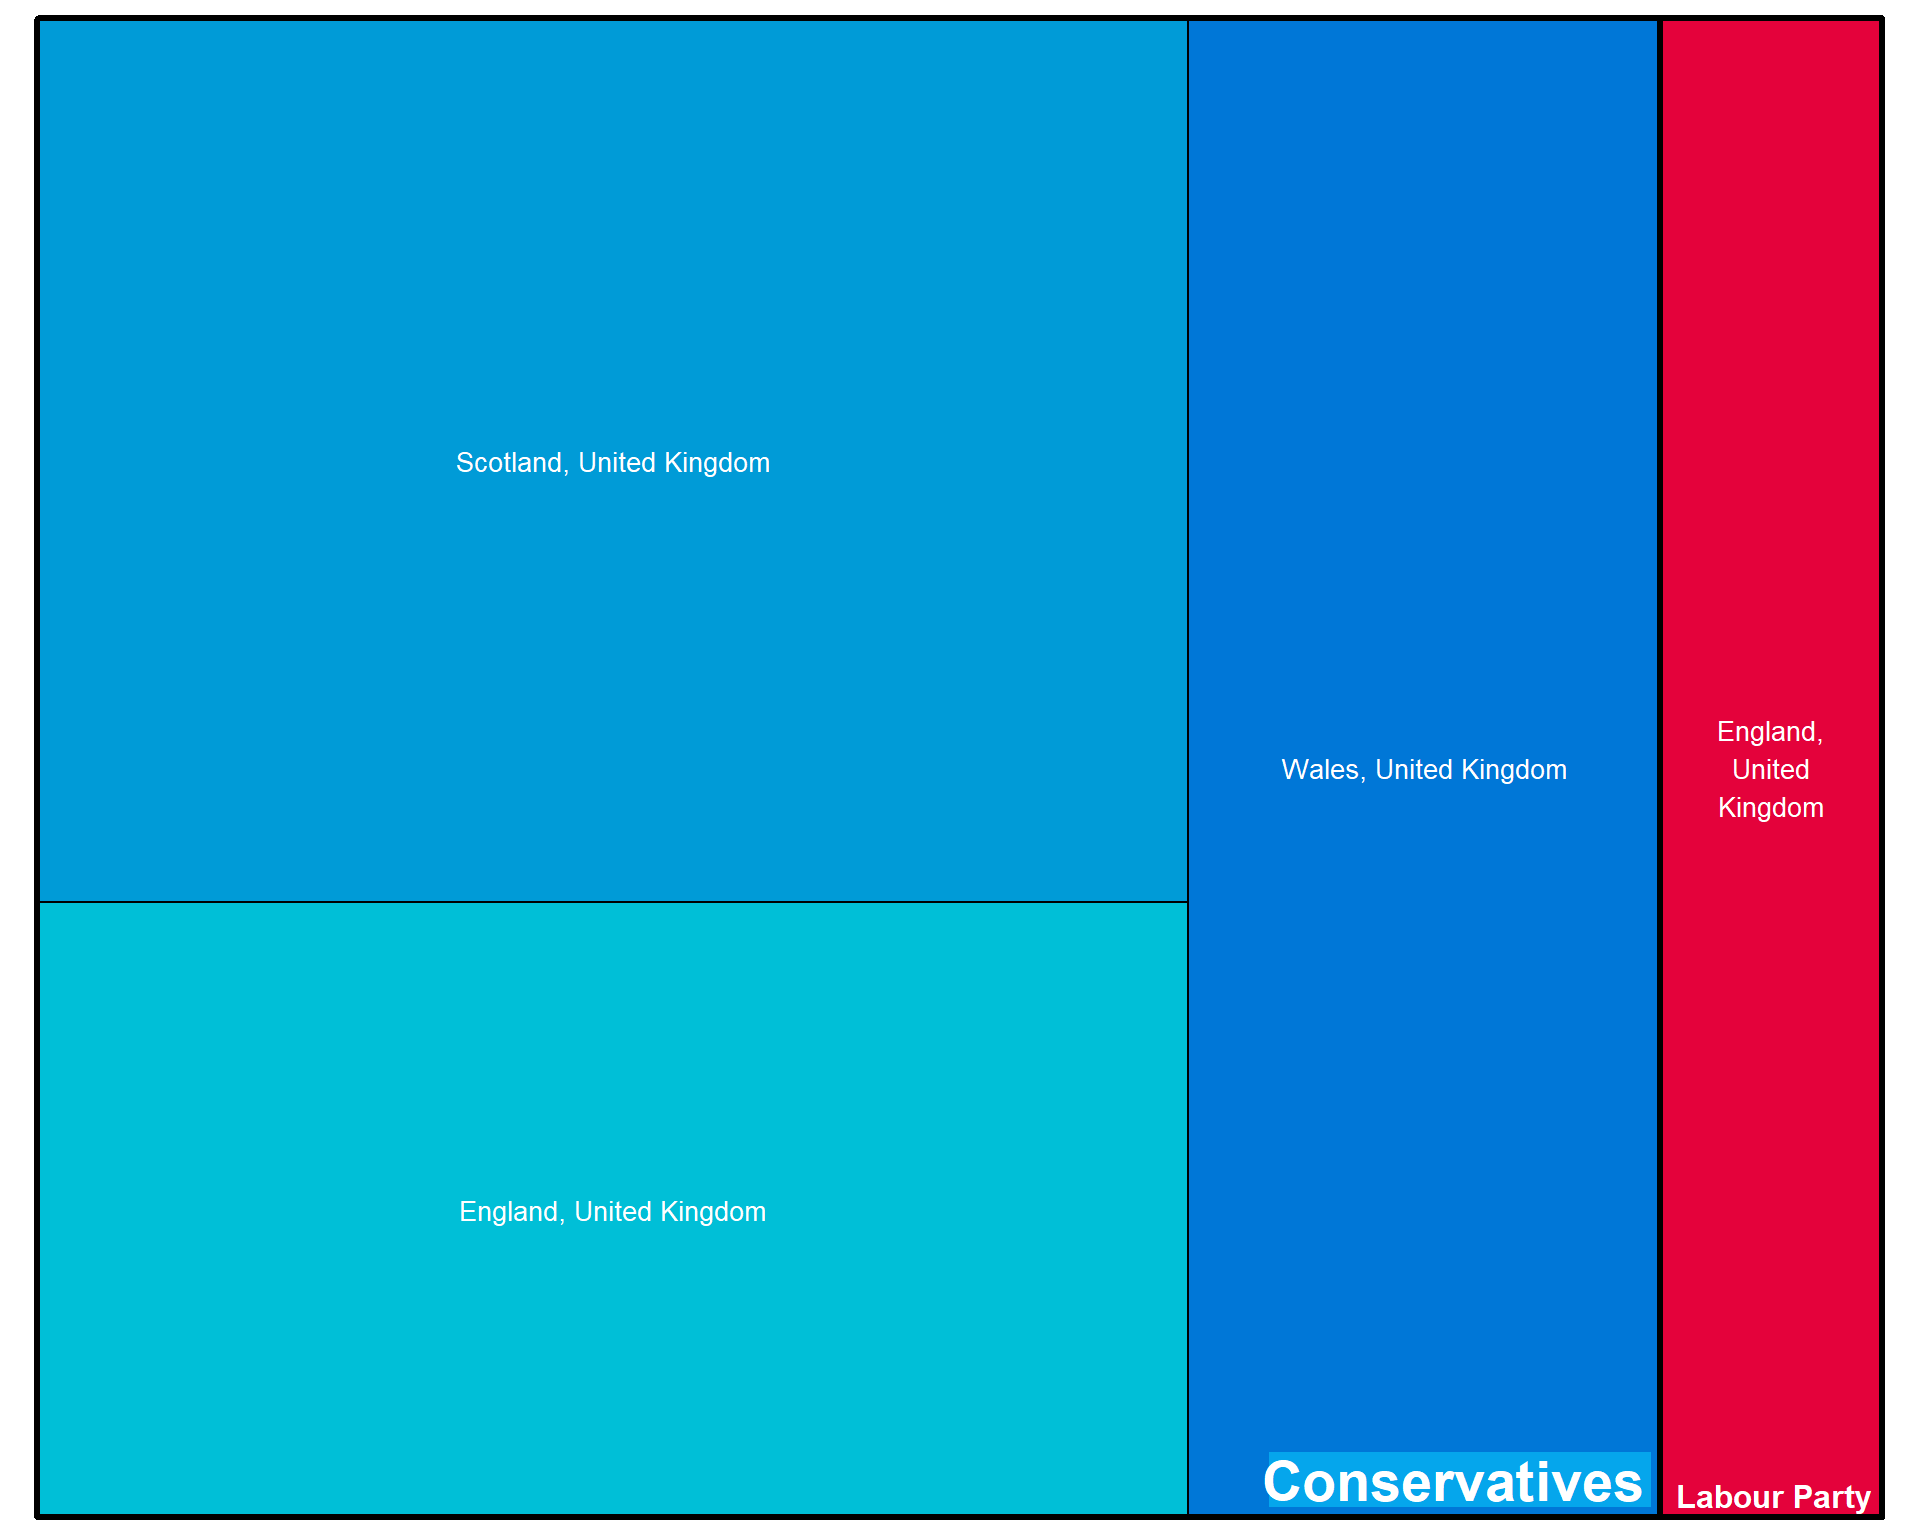 Scotland, United Kingdom
England, United Kingdom
Wales, United Kingdom
Conservatives
England,
United
Kingdom
Labour Party